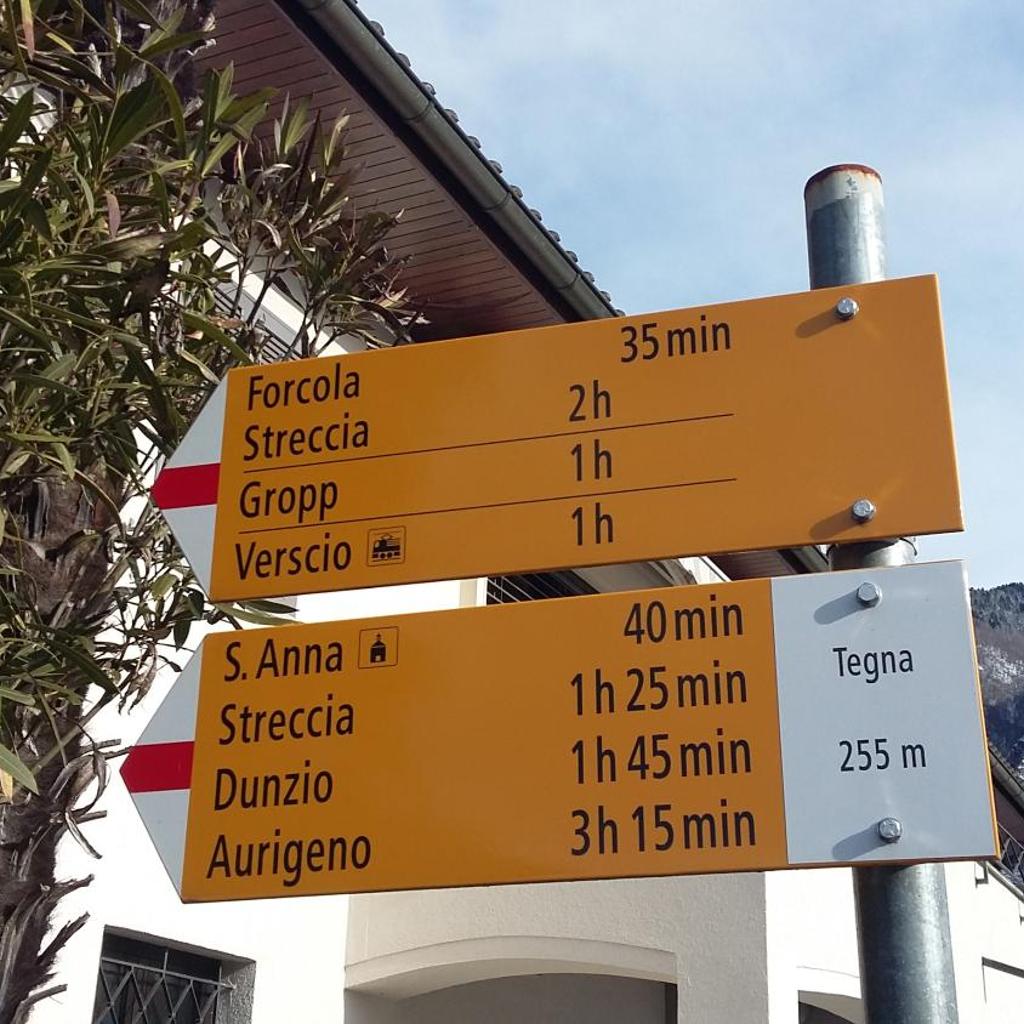 Forcola 35 min
Streccia 2 h
Gropp 1 h
Verscio 1 h
S. Anna 40 min
Streccia 1 h 25 min
Dunzio 1 h 45 min
Aurigeno 3 h 15 min
Tegna
255 m